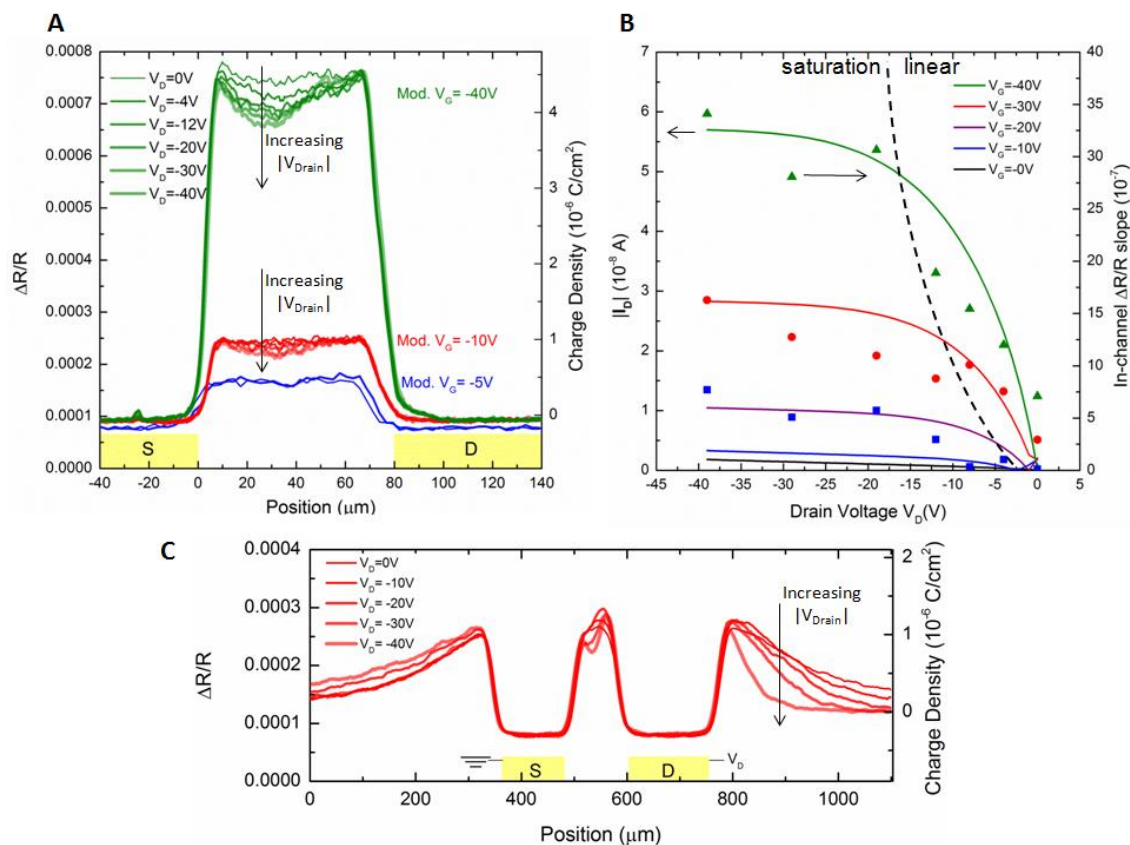 A
0.0008
0.0007
0.0006
0.0005
0.0004
0.0003
0.0002
0.0001
0.0000
ΔR/R
V_D=0V
V_D=-4V
V_D=-12V
V_D=-20V
V_D=-30V
V_D=-40V
Mod. V_G= -40V
Increasing
|V_Drain|
Increasing
|V_Drain|
Mod. V_G= -10V
Mod. V_G= -5V
S
D
4
3
2
1
0
Charge Density (10⁻⁶ C/cm²)
-40 -20 0 20 40 60 80 100 120 140
Position (μm)
B
7
6
5
4
3
2
1
0
|I_D| (10⁻⁸ A)
saturation
linear
V_G=-40V
V_G=-30V
V_G=-20V
V_G=-10V
V_G=-0V
40
35
30
25
20
15
10
5
0
In-channel ΔR/R slope (10⁻⁷)
-45 -40 -35 -30 -25 -20 -15 -10 -5 0 5
Drain Voltage V_D(V)
C
0.0004
0.0003
0.0002
0.0001
0.0000
ΔR/R
V_D=0V
V_D= -10V
V_D= -20V
V_D= -30V
V_D= -40V
Increasing
|V_Drain|
S
D
V_D
2
1
0
Charge Density (10⁻⁶ C/cm²)
0 200 400 600 800 1000
Position (μm)